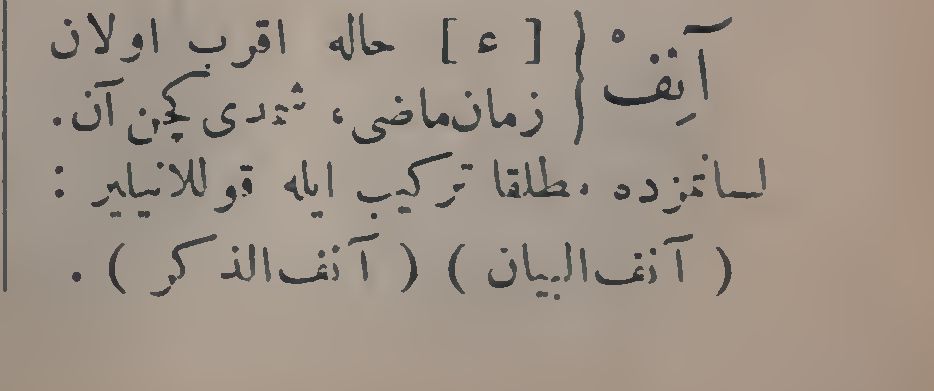 آنِفْ } [ ء ] حاله اقرب اولان
زمان‌ماضی، شمدی کچن آن.
لسانمزده مطلقا ترکیب ایله قوللانیلیر :
( آنف‌البیان ) ( آنف‌الذکر ) .